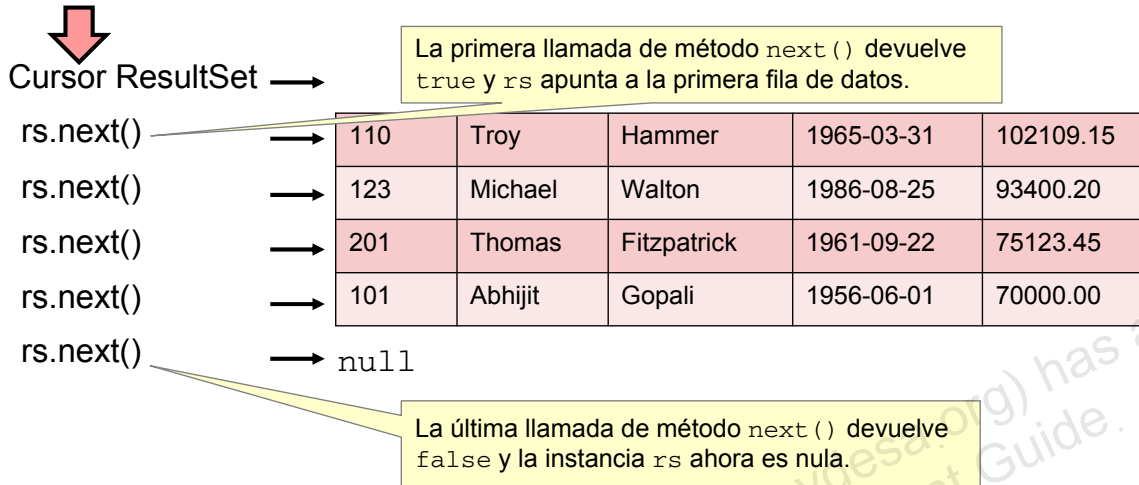 La primera llamada de método next() devuelve
true y rs apunta a la primera fila de datos.
Cursor ResultSet
rs.next() 110 Troy Hammer 1965-03-31 102109.15
rs.next() 123 Michael Walton 1986-08-25 93400.20
rs.next() 201 Thomas Fitzpatrick 1961-09-22 75123.45
rs.next() 101 Abhijit Gopali 1956-06-01 70000.00
rs.next() null
La última llamada de método next() devuelve
false y la instancia rs ahora es nula.
has a
Guide.